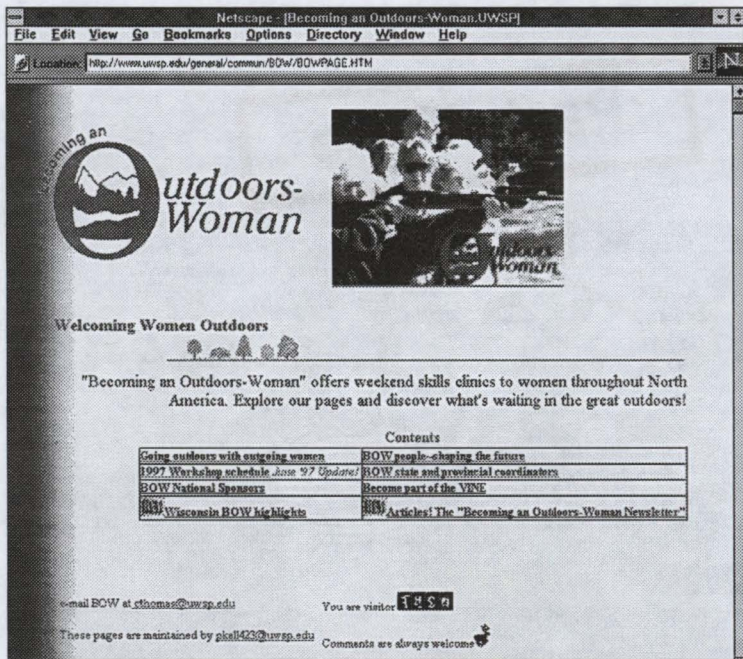 Netscape - [Becoming an Outdoors-Woman.UWSP]
File Edit View Go Bookmarks Options Directory Window Help
Location: http://www.uwsp.edu/general/commun/BOW/BOWPAGE.HTM
N
Becoming an
Outdoors-
Woman
Outdoors-
Woman
Welcoming Women Outdoors
"Becoming an Outdoors-Woman" offers weekend skills clinics to women throughout North
America. Explore our pages and discover what's waiting in the great outdoors!
Contents
Going outdoors with outgoing women BOW people--shaping the future
1997 Workshop schedule June '97 Update! BOW state and provincial coordinators
BOW National Sponsors Become part of the VINE
Wisconsin BOW highlights Articles! The "Becoming an Outdoors-Woman Newsletter"
e-mail BOW at cthomas@uwsp.edu You are visitor
These pages are maintained by pkell423@uwsp.edu Comments are always welcome